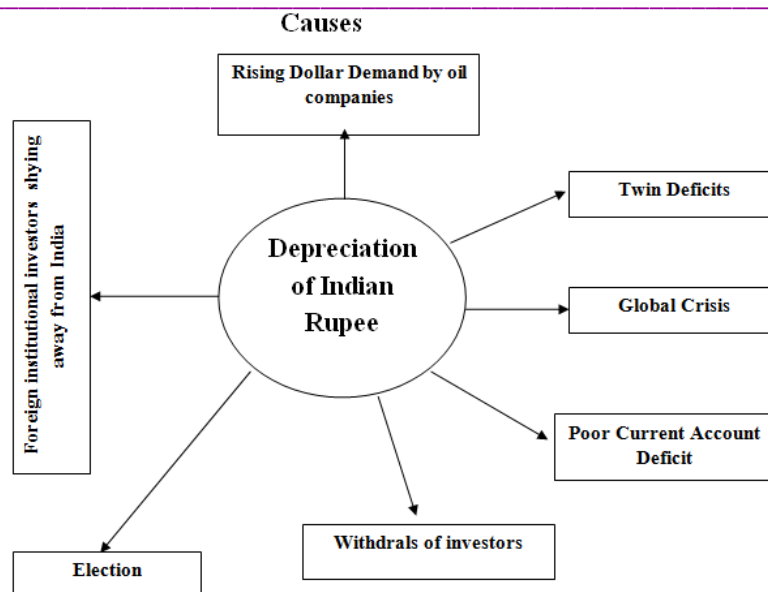 Causes
Rising Dollar Demand by oil
companies
Foreign institutional investors shying
away from India
Twin Deficits
Depreciation
of Indian
Rupee
Global Crisis
Poor Current Account
Deficit
Withdrals of investors
Election